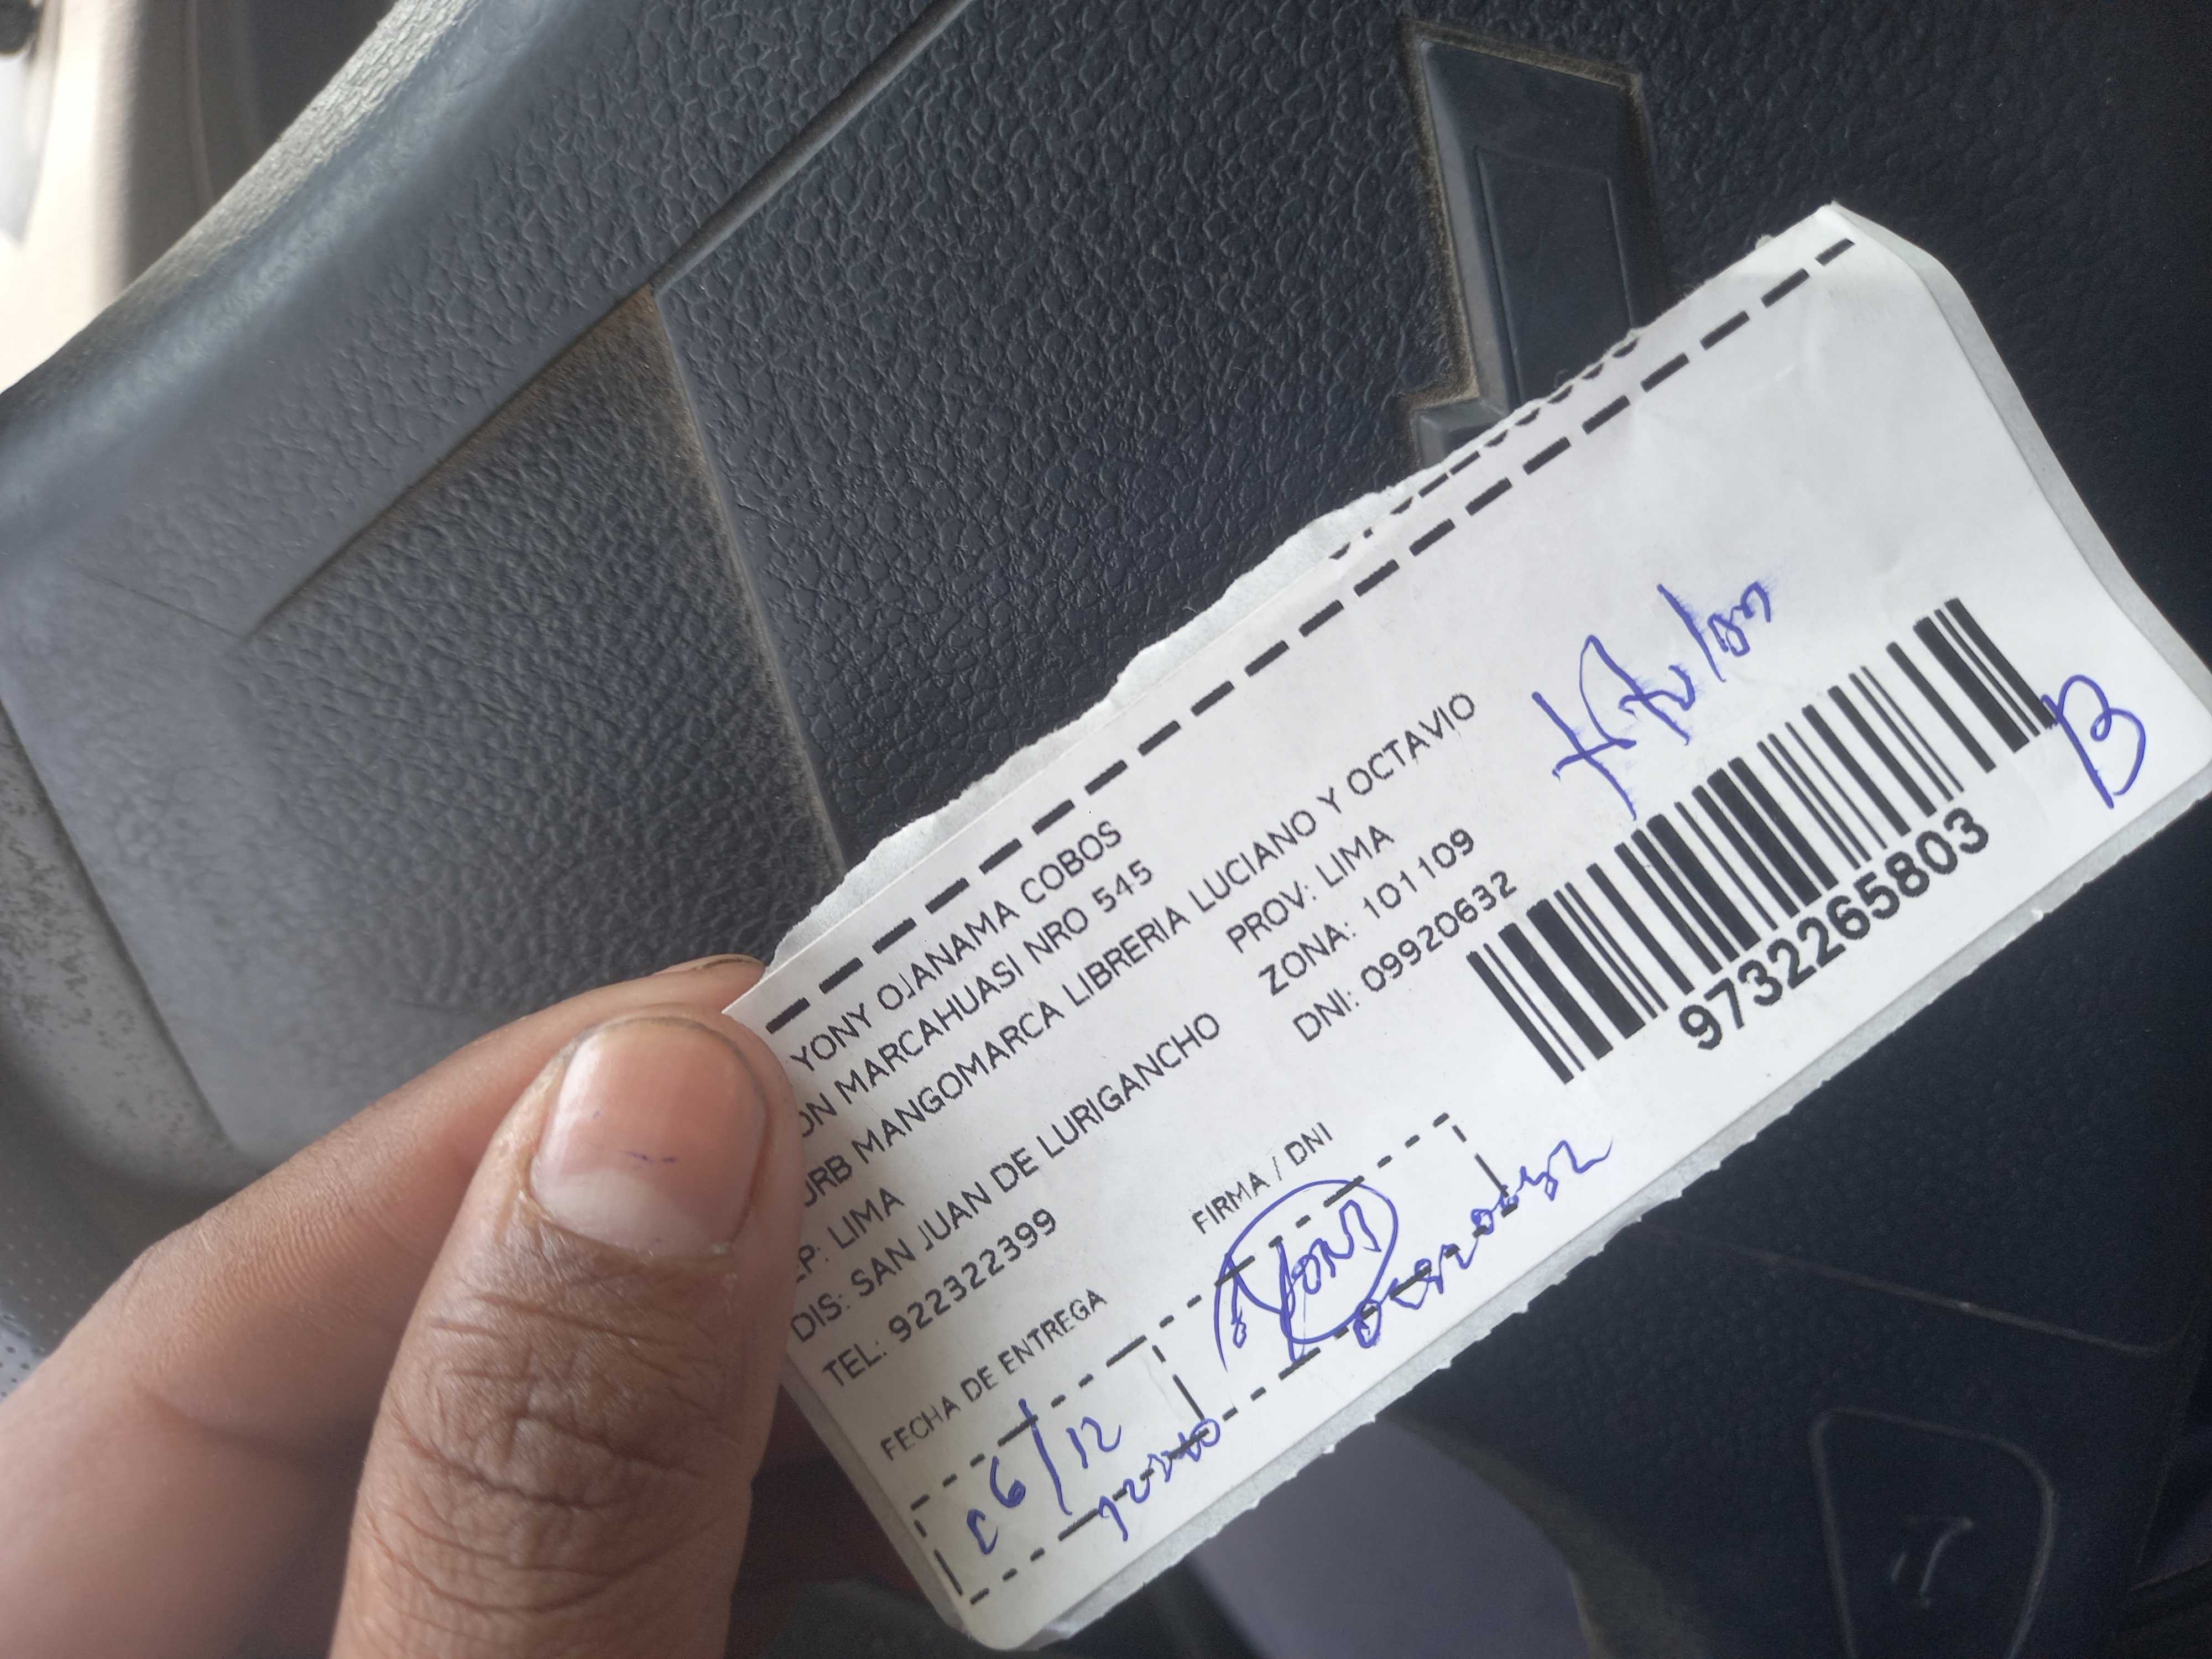 YONY OJANAMA COBOS
ON MARCAHUASI NRO 545
URB MANGOMARCA LIBRERIA LUCIANO Y OCTAVIO
EP: LIMA PROV: LIMA
DIS: SAN JUAN DE LURIGANCHO ZONA: 101109
TEL: 922322399 DNI: 09920632
FECHA DE ENTREGA FIRMA / DNI
06/12
B
9732265803